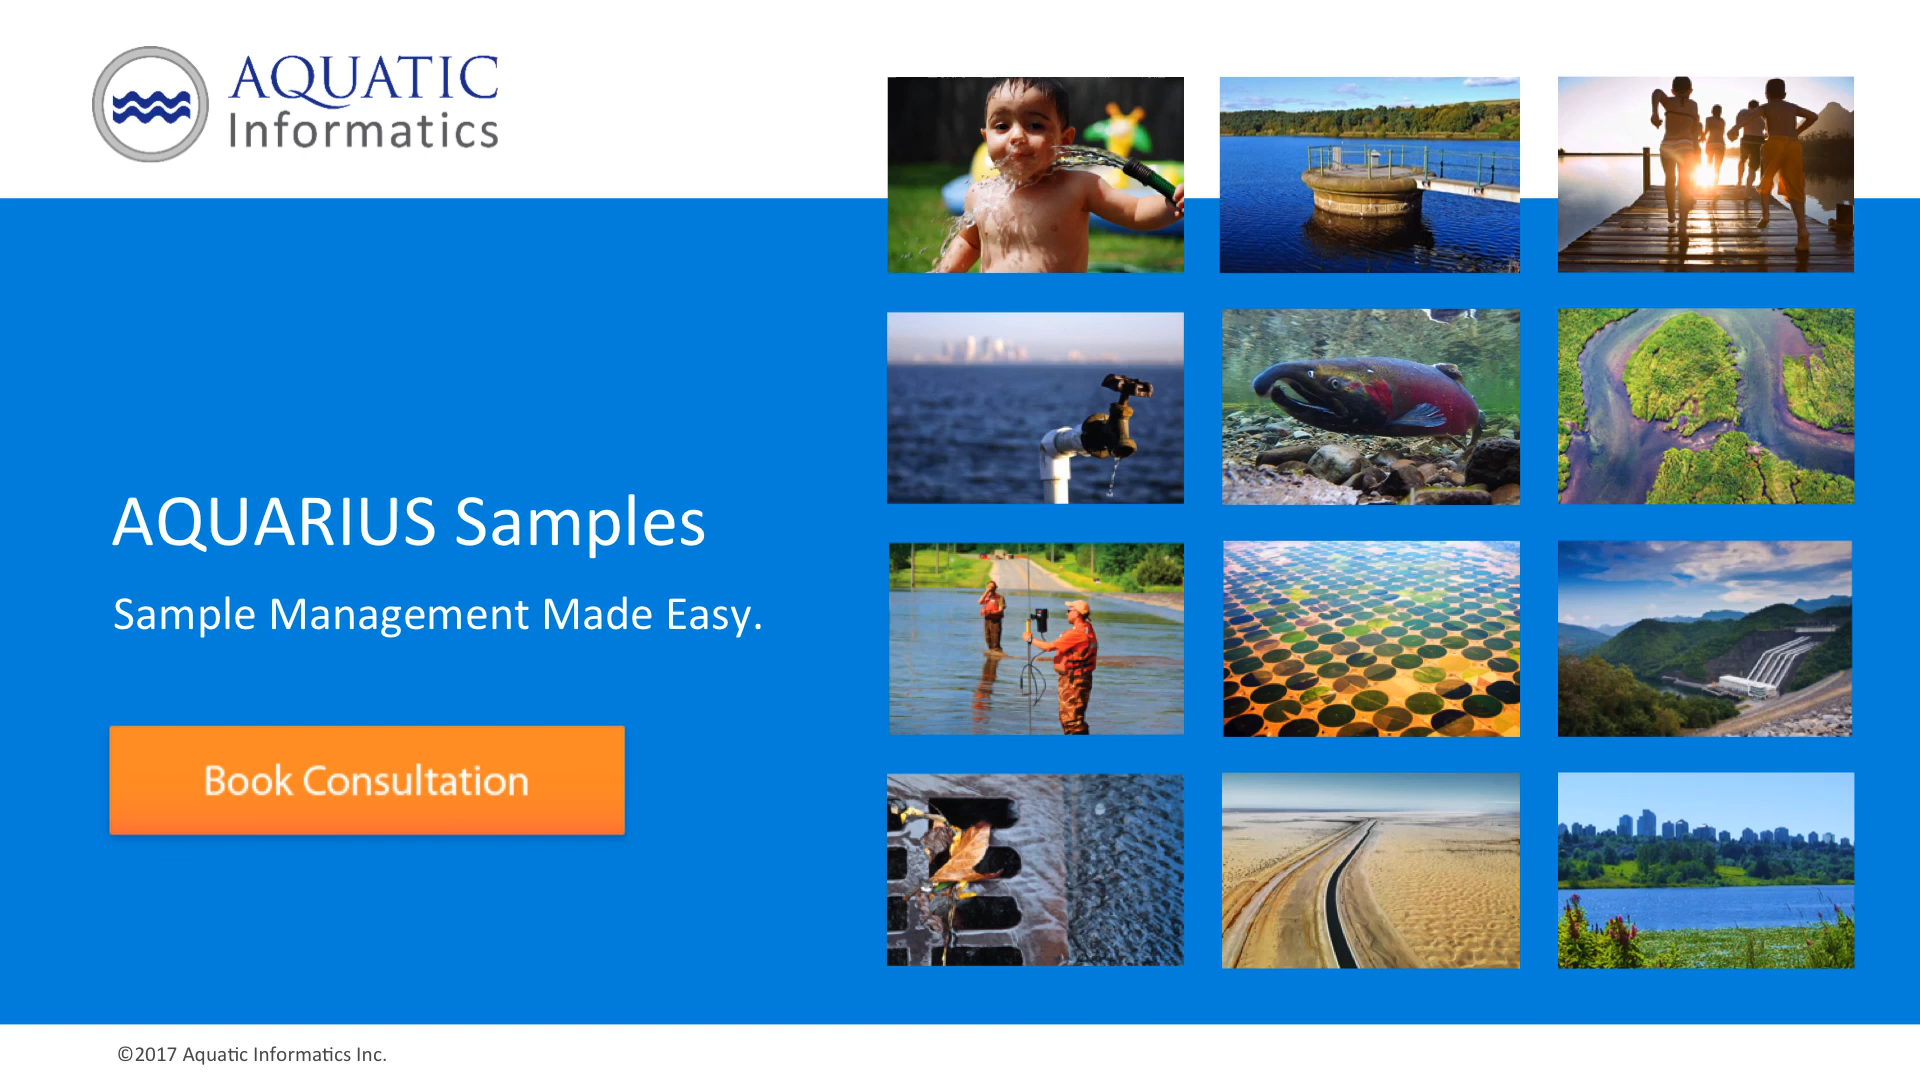 AQUATIC
Informatics
AQUARIUS Samples
Sample Management Made Easy.
Book Consultation
©2017 Aquatic Informatics Inc.